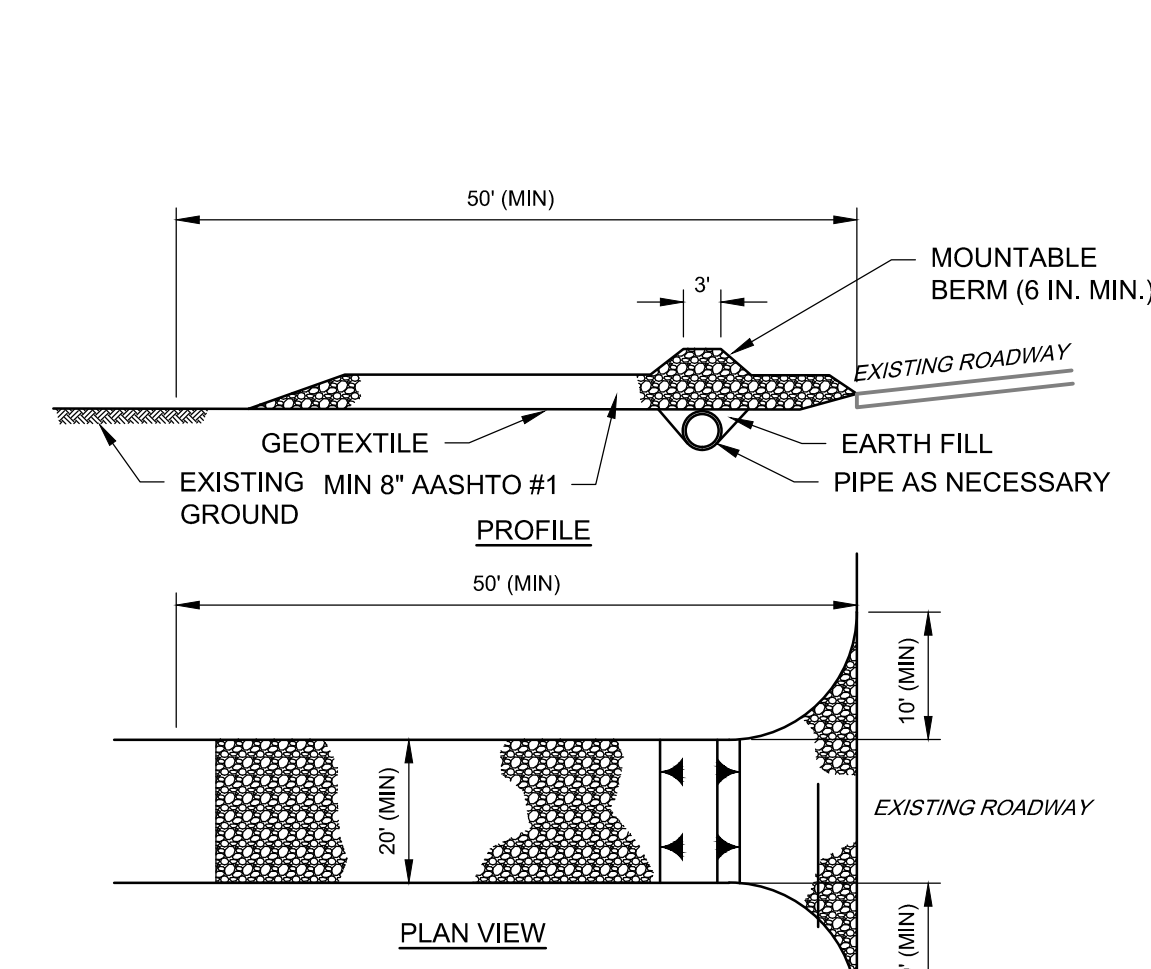 50' (MIN)
MOUNTABLE
BERM (6 IN. MIN.)
3'
EXISTING ROADWAY
GEOTEXTILE
EARTH FILL
EXISTING
GROUND
MIN 8" AASHTO #1
PIPE AS NECESSARY
PROFILE
50' (MIN)
10' (MIN)
20' (MIN)
EXISTING ROADWAY
PLAN VIEW
(MIN)